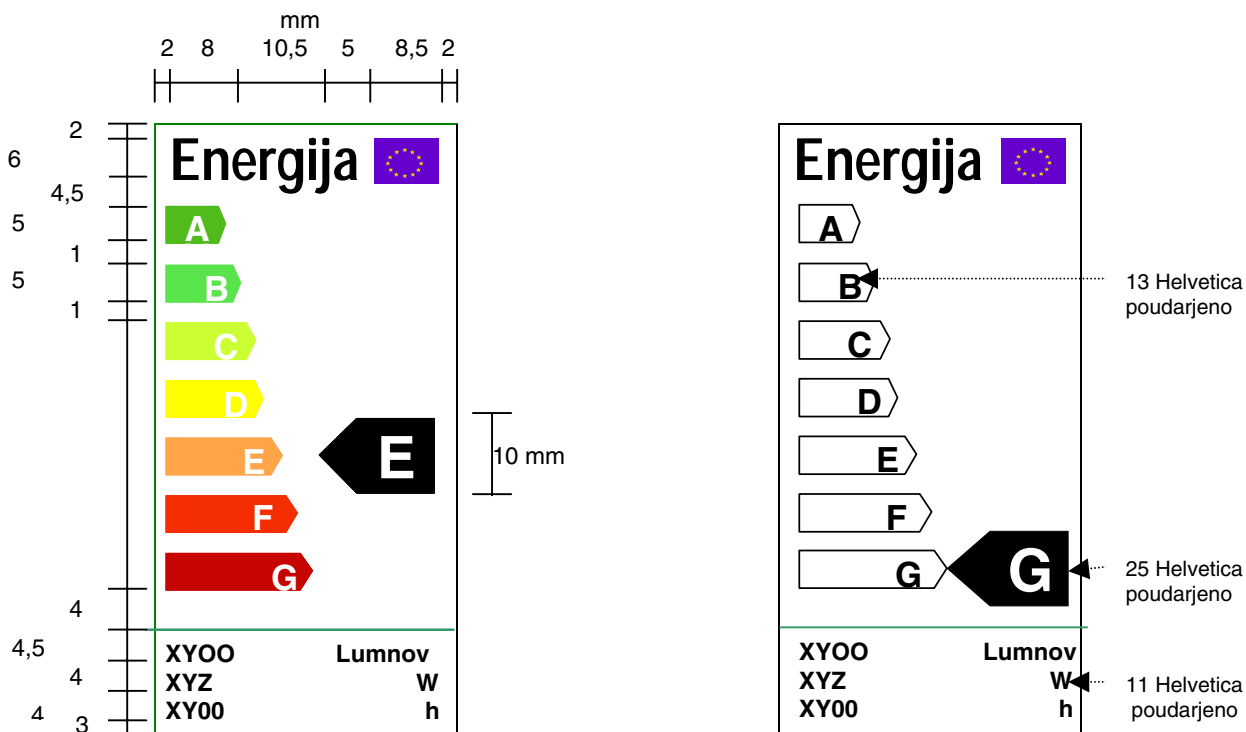 mm
2 8 10,5 5 8,5 2
2
6
4,5
5
1
5
1
4
4,5
4
4
3
Energija
A
B
C
D
E
F
G
E
10 mm
XYOO Lumnov
XYZ W
XY00 h
Energija
A
B
C
D
E
F
G
G
13 Helvetica
poudarjeno
25 Helvetica
poudarjeno
XYOO Lumnov
XYZ W
XY00 h
11 Helvetica
poudarjeno